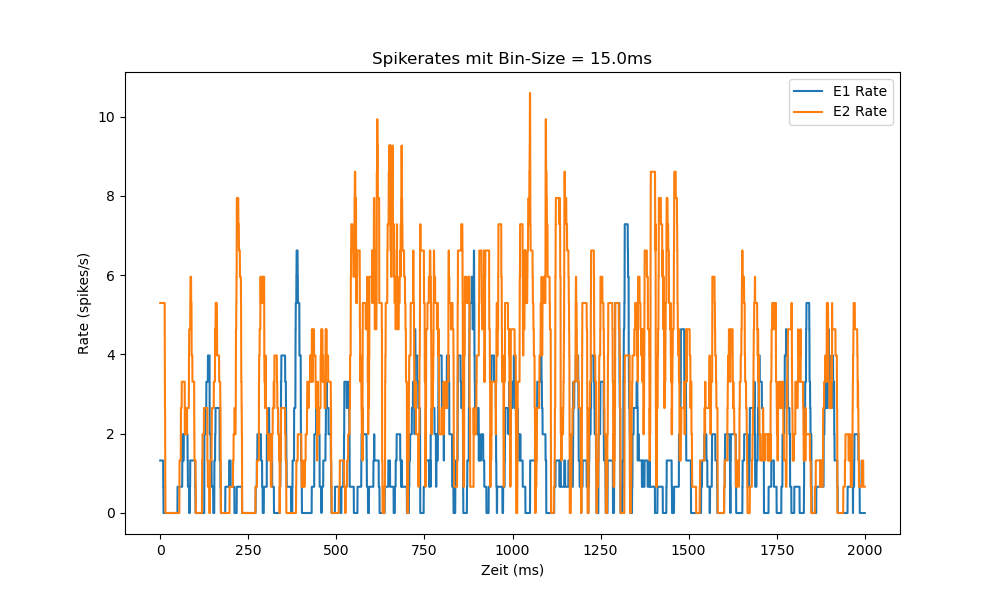 Spikerates mit Bin-Size = 15.0ms
E1 Rate
E2 Rate
10
8
6
4
2
0
Rate (spikes/s)
0 250 500 750 1000 1250 1500 1750 2000
Zeit (ms)